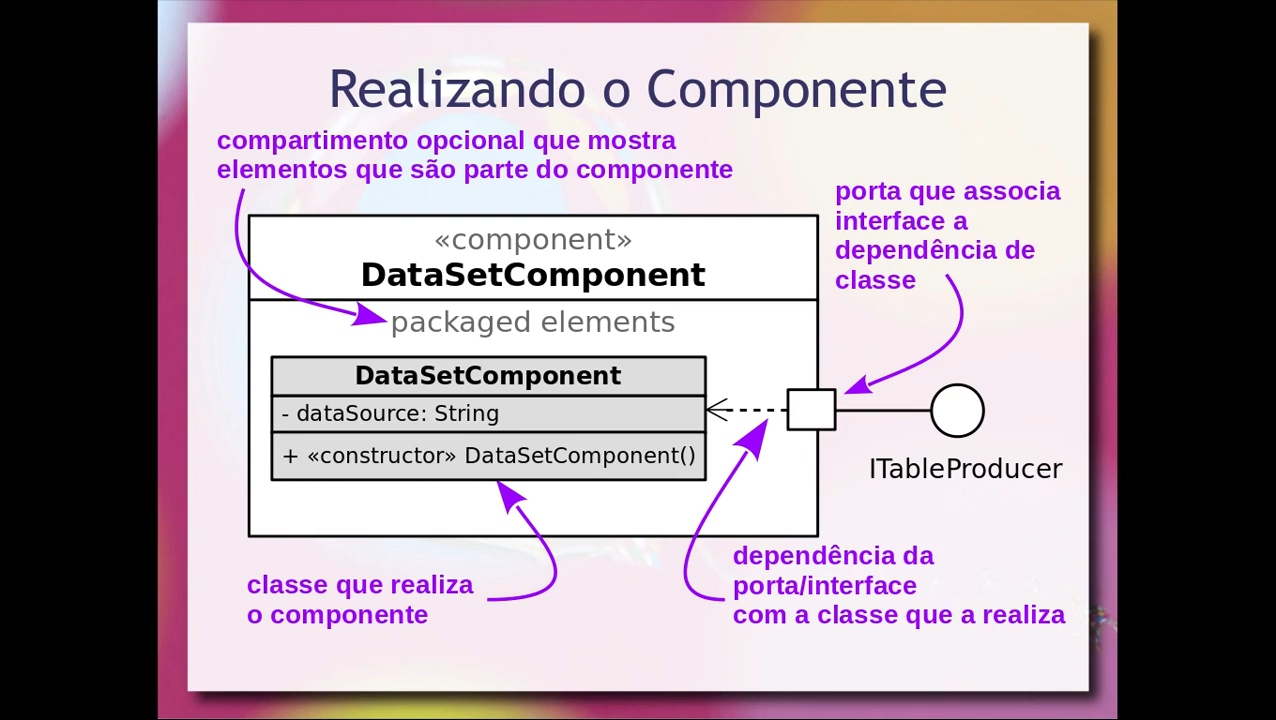 Realizando o Componente
compartimento opcional que mostra
elementos que são parte do componente
porta que associa
interface a
dependência de
classe
«component»
DataSetComponent
packaged elements
DataSetComponent
- dataSource: String
+ «constructor» DataSetComponent()
ITableProducer
classe que realiza
o componente
dependência da
porta/interface
com a classe que a realiza